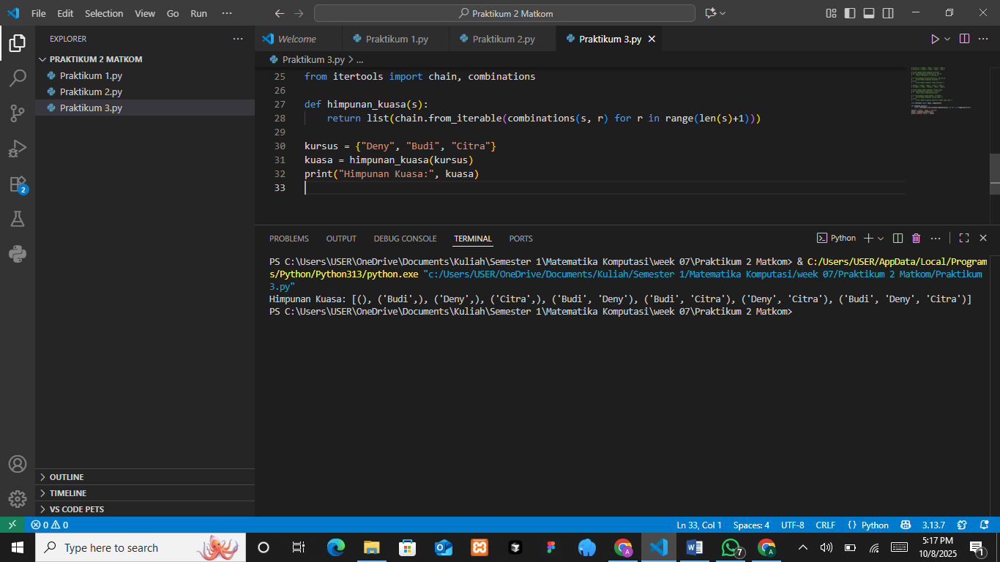 File Edit Selection View Go Run ···
Praktikum 2 Matkom
EXPLORER
PRAKTIKUM 2 MATKOM
Praktikum 1.py
Praktikum 2.py
Praktikum 3.py
Welcome
Praktikum 1.py
Praktikum 2.py
Praktikum 3.py
Praktikum 3.py > ...
25 from itertools import chain, combinations
26
27 def himpunan_kuasa(s):
28     return list(chain.from_iterable(combinations(s, r) for r in range(len(s)+1)))
29
30 kursus = {"Deny", "Budi", "Citra"}
31 kuasa = himpunan_kuasa(kursus)
32 print("Himpunan Kuasa:", kuasa)
33
PROBLEMS OUTPUT DEBUG CONSOLE TERMINAL PORTS
Python
PS C:\Users\USER\OneDrive\Documents\Kuliah\Semester 1\Matematika Komputasi\week 07\Praktikum 2 Matkom> & C:/Users/USER/AppData/Local/Program
s/Python/Python313/python.exe "c:/Users/USER/OneDrive/Documents/Kuliah/Semester 1/Matematika Komputasi/week 07/Praktikum 2 Matkom/Praktikum
3.py"
Himpunan Kuasa: [(), ('Budi',), ('Deny',), ('Citra',), ('Budi', 'Deny'), ('Budi', 'Citra'), ('Deny', 'Citra'), ('Budi', 'Deny', 'Citra')]
PS C:\Users\USER\OneDrive\Documents\Kuliah\Semester 1\Matematika Komputasi\week 07\Praktikum 2 Matkom>
2
OUTLINE
TIMELINE
VS CODE PETS
0 0
Ln 33, Col 1 Spaces: 4 UTF-8 CRLF {} Python 3.13.7
Type here to search
A
7
A
5:17 PM
10/8/2025
1